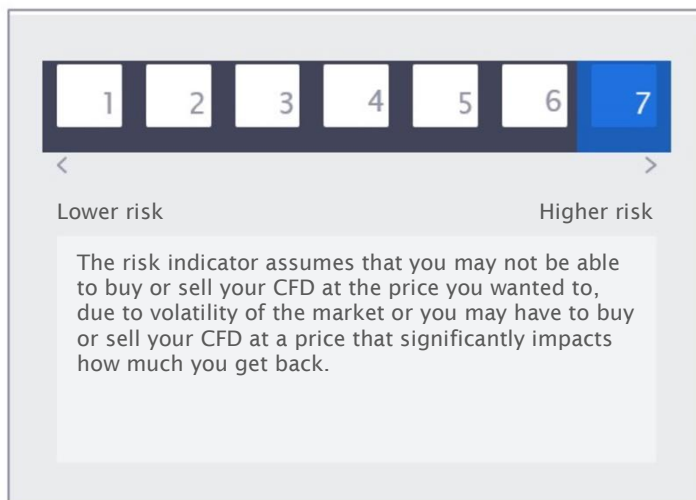 1 2 3 4 5 6 7
< >
Lower risk Higher risk
The risk indicator assumes that you may not be able
to buy or sell your CFD at the price you wanted to,
due to volatility of the market or you may have to buy
or sell your CFD at a price that significantly impacts
how much you get back.